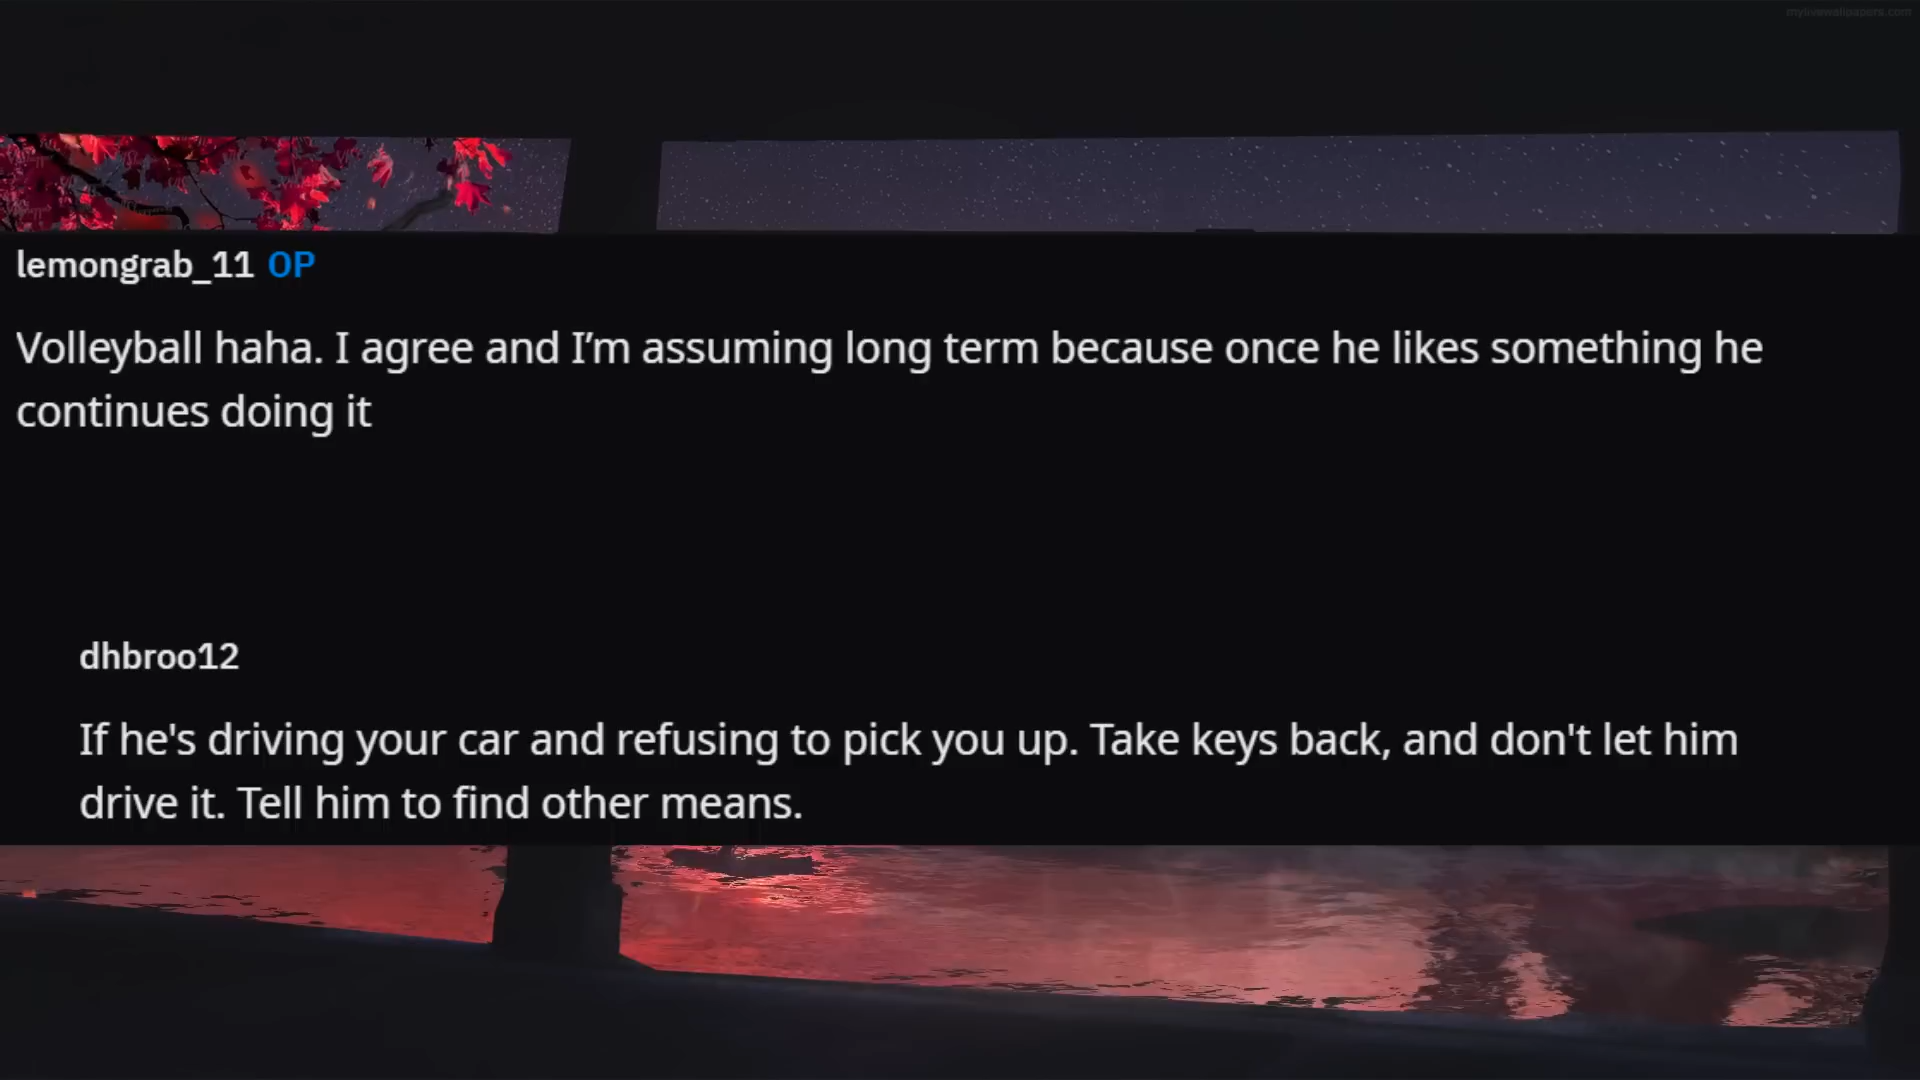 mylivewallpapers.com
lemongrab_11 OP
Volleyball haha. I agree and I’m assuming long term because once he likes something he
continues doing it
dhbroo12
If he's driving your car and refusing to pick you up. Take keys back, and don't let him
drive it. Tell him to find other means.